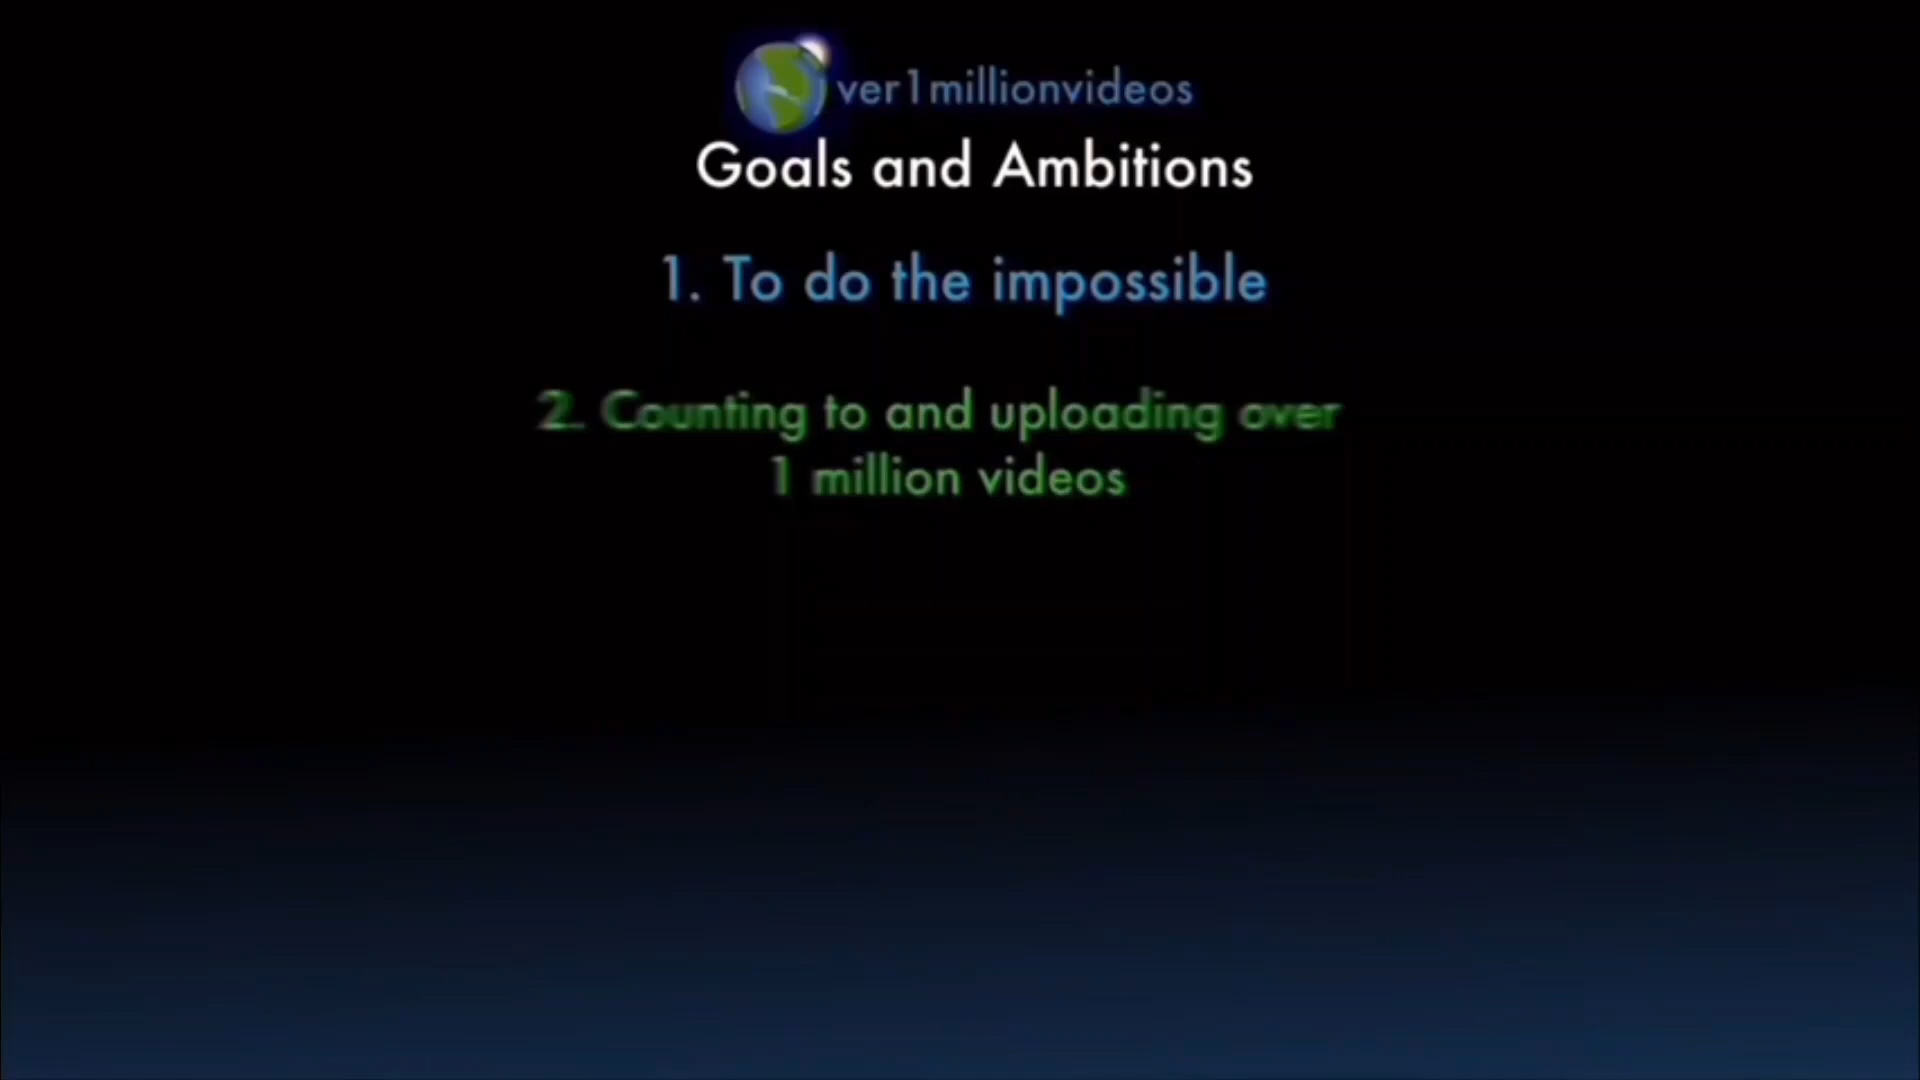 ver1millionvideos
Goals and Ambitions
1. To do the impossible
2. Counting to and uploading over
1 million videos